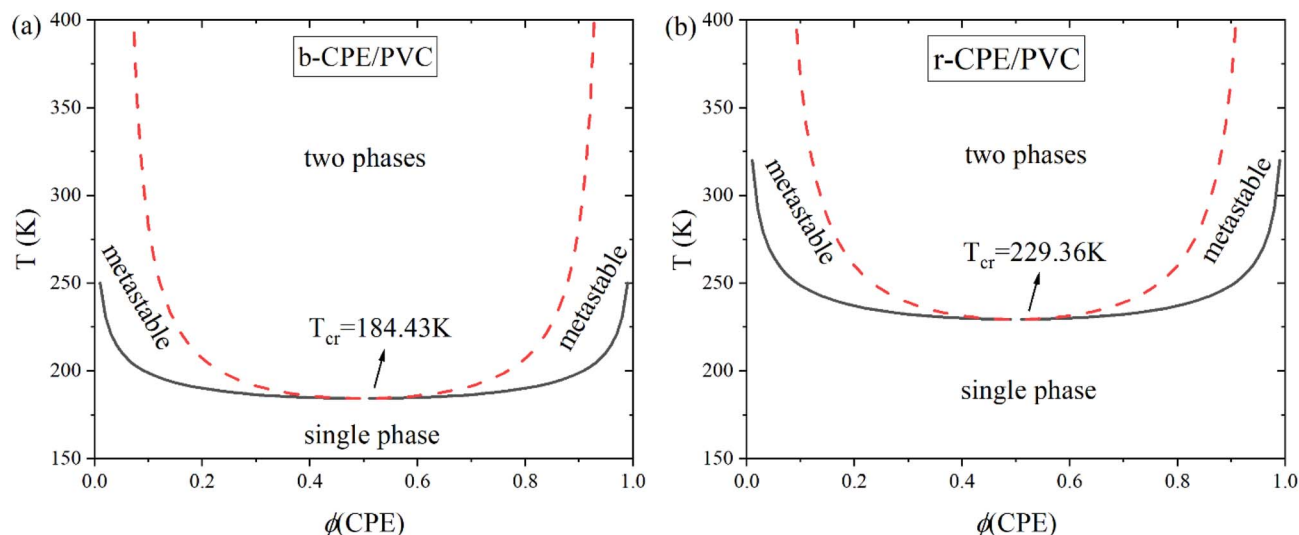 (a)
b-CPE/PVC
two phases
metastable
metastable
T_cr=184.43K
single phase
T (K)
400
350
300
250
200
150
0.0 0.2 0.4 0.6 0.8 1.0
ϕ(CPE)
(b)
r-CPE/PVC
two phases
metastable
metastable
T_cr=229.36K
single phase
T (K)
400
350
300
250
200
150
0.0 0.2 0.4 0.6 0.8 1.0
ϕ(CPE)